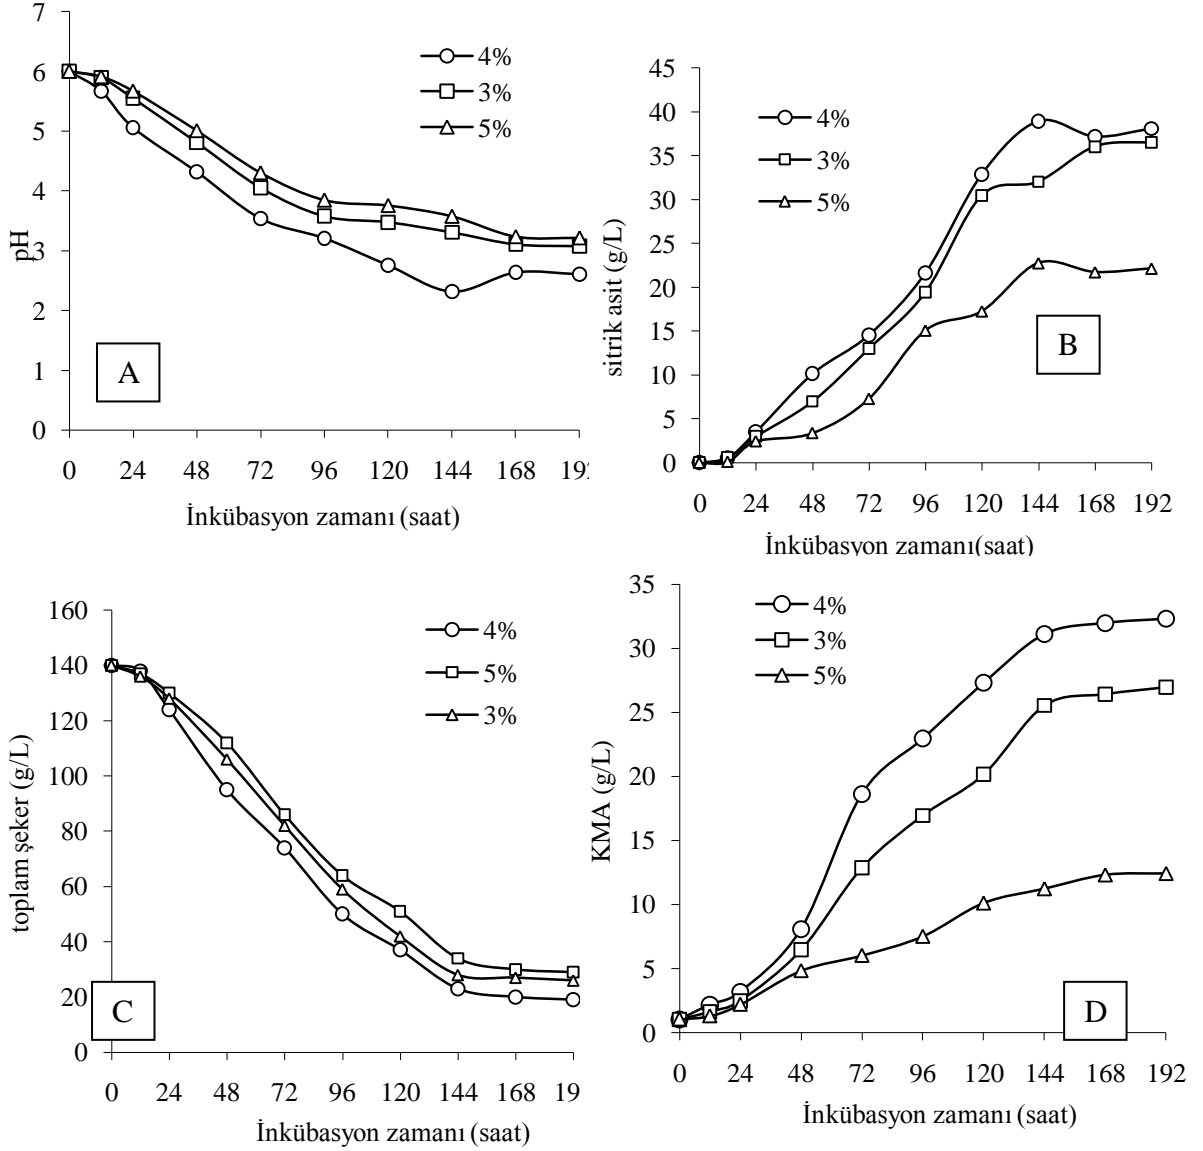 7
6
5
4
3
2
1
0
pH
4%
3%
5%
A
0 24 48 72 96 120 144 168 19
İnkübasyon zamanı (saat)
45
40
35
30
25
20
15
10
5
0
sitrik asit (g/L)
4%
3%
5%
B
0 24 48 72 96 120 144 168 192
İnkübasyon zamanı(saat)
160
140
120
100
80
60
40
20
0
toplam şeker (g/L)
4%
5%
3%
C
0 24 48 72 96 120 144 168 19
İnkübasyon zamanı (saat)
35
30
25
20
15
10
5
0
KMA (g/L)
4%
3%
5%
D
0 24 48 72 96 120 144 168 192
İnkübasyon zamanı (saat)